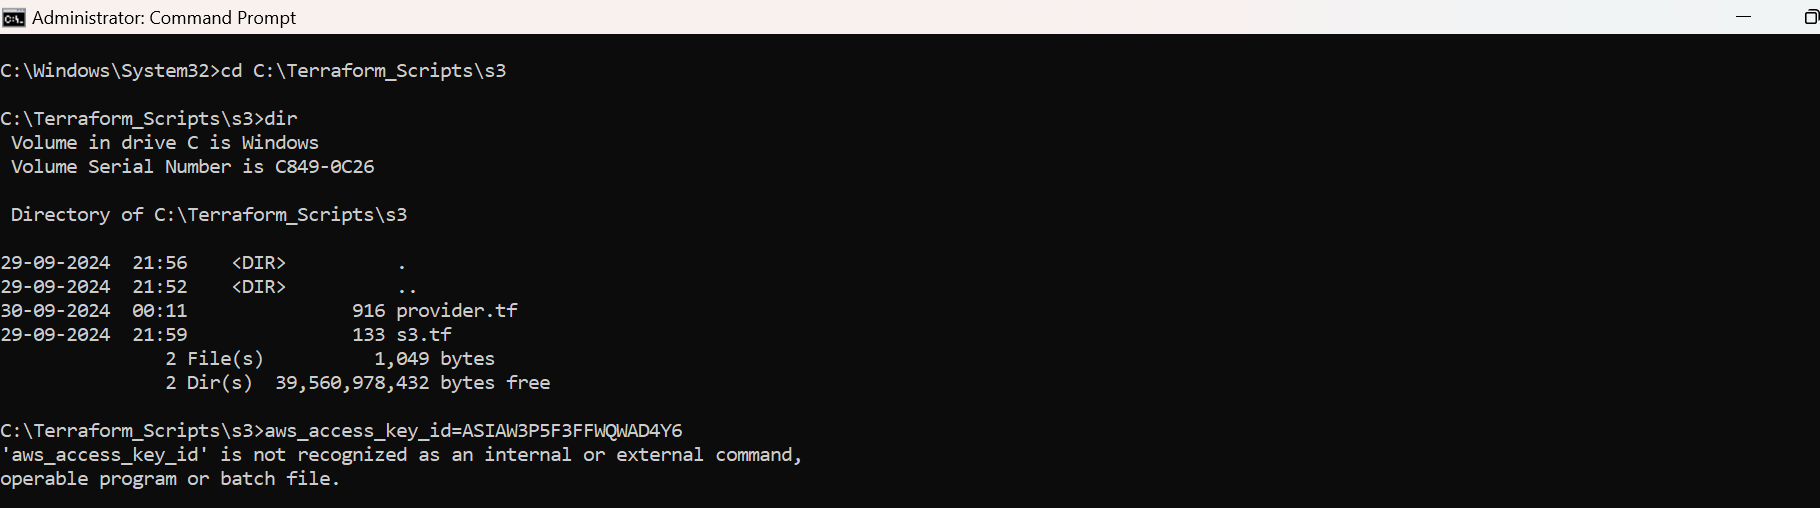 Administrator: Command Prompt
C:\Windows\System32>cd C:\Terraform_Scripts\s3
C:\Terraform_Scripts\s3>dir
Volume in drive C is Windows
Volume Serial Number is C849-0C26
Directory of C:\Terraform_Scripts\s3
29-09-2024  21:56    <DIR>          .
29-09-2024  21:52    <DIR>          ..
30-09-2024  00:11               916 provider.tf
29-09-2024  21:59               133 s3.tf
2 File(s)          1,049 bytes
2 Dir(s)  39,560,978,432 bytes free
C:\Terraform_Scripts\s3>aws_access_key_id=ASIAW3P5F3FFWQWAD4Y6
'aws_access_key_id' is not recognized as an internal or external command,
operable program or batch file.